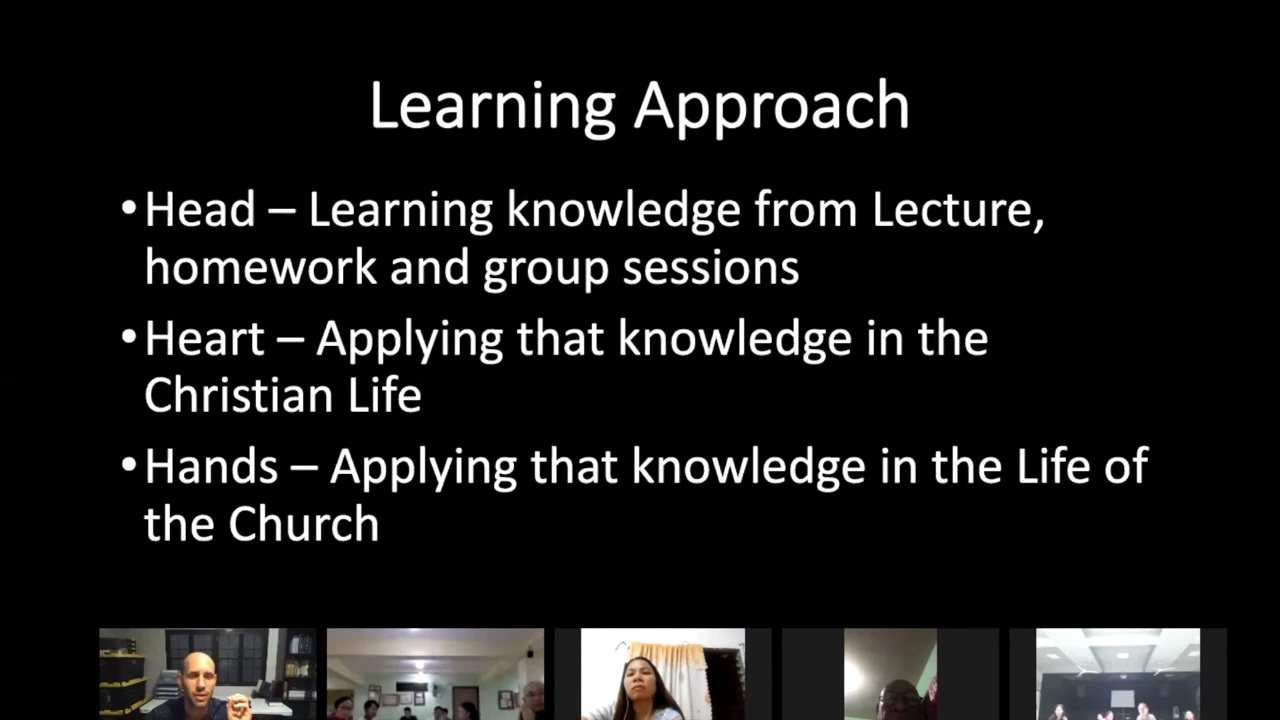 Learning Approach
•Head – Learning knowledge from Lecture,
homework and group sessions
•Heart – Applying that knowledge in the
Christian Life
•Hands – Applying that knowledge in the Life of
the Church